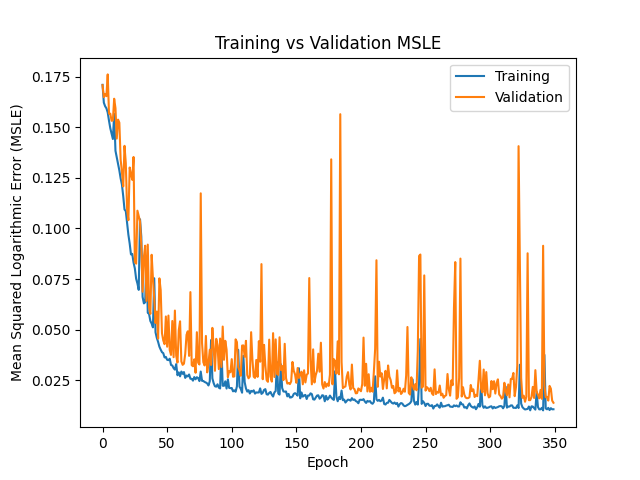 Training vs Validation MSLE
Training
Validation
Mean Squared Logarithmic Error (MSLE)
0.175
0.150
0.125
0.100
0.075
0.050
0.025
0 50 100 150 200 250 300 350
Epoch